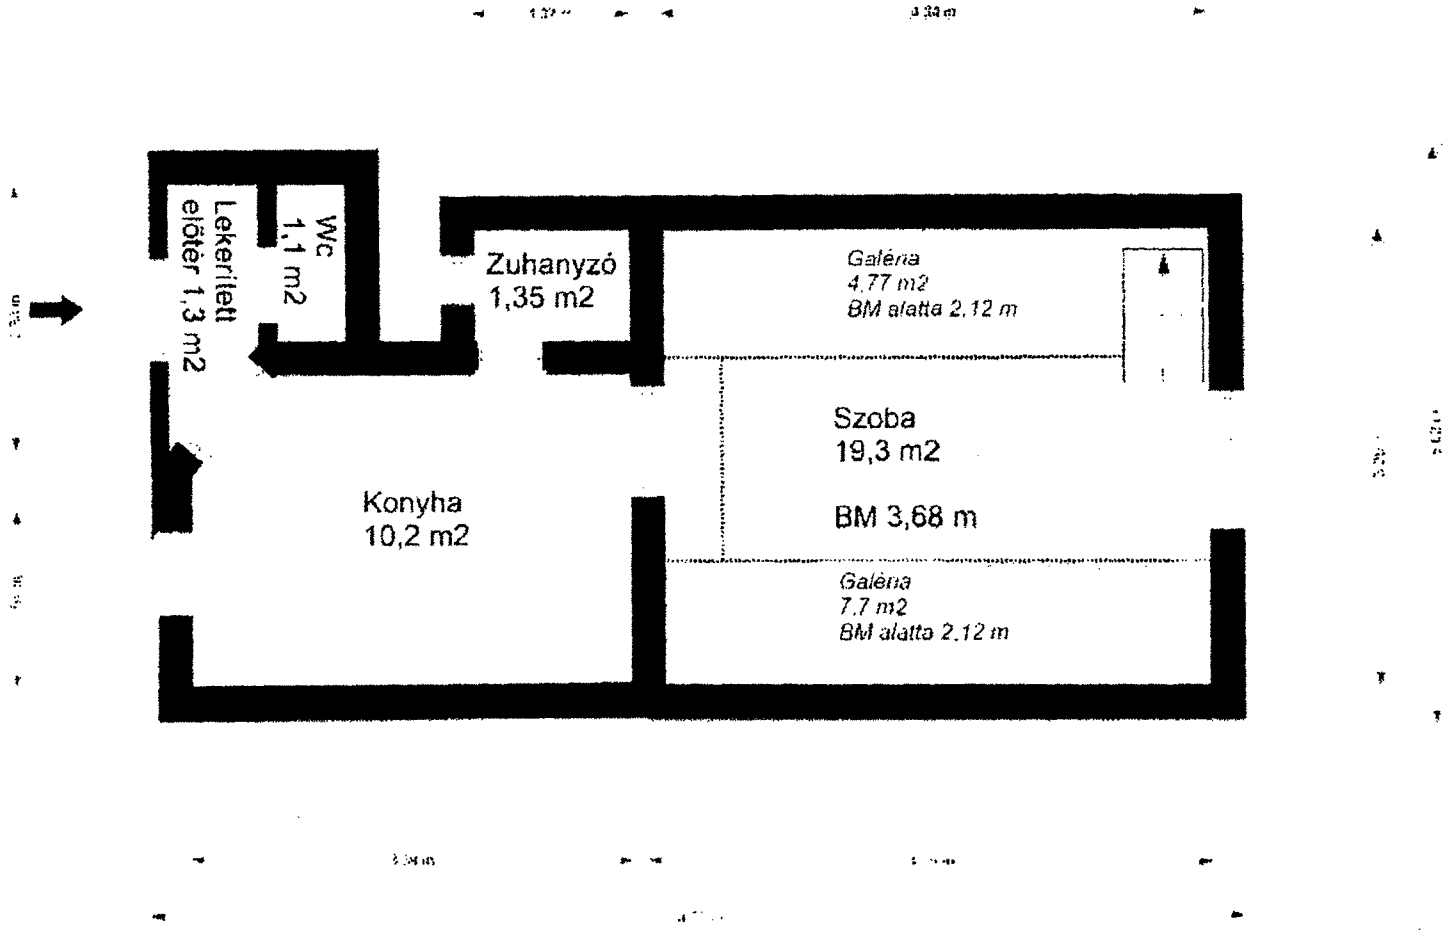 Lekerített
előtér 1,3 m2
Wc
1,1 m2
Zuhanyzó
1,35 m2
Galéria
4,77 m2
BM alatta 2,12 m
Szoba
19,3 m2
BM 3,68 m
Konyha
10,2 m2
Galéria
7,7 m2
BM alatta 2,12 m